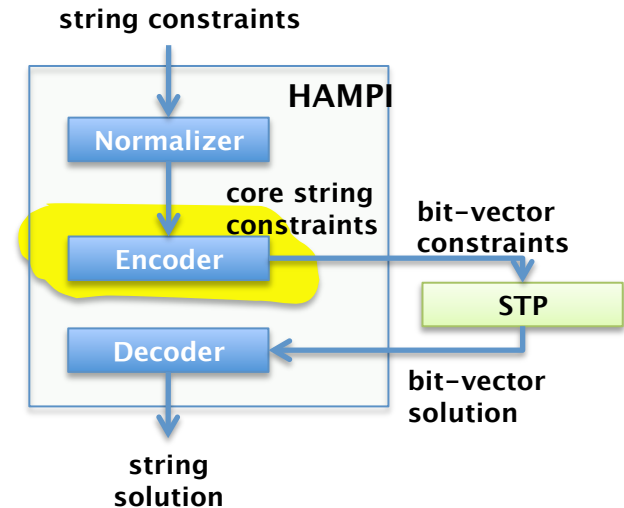 string constraints
HAMPI
Normalizer
core string
constraints
bit-vector
constraints
Encoder
STP
Decoder
bit-vector
solution
string
solution